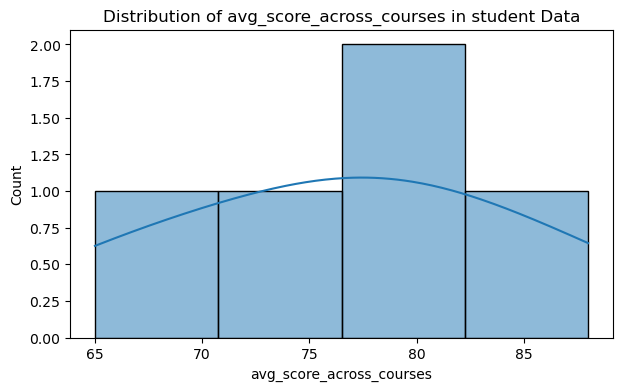 Distribution of avg_score_across_courses in student Data
Count
2.00
1.75
1.50
1.25
1.00
0.75
0.50
0.25
0.00
65 70 75 80 85
avg_score_across_courses